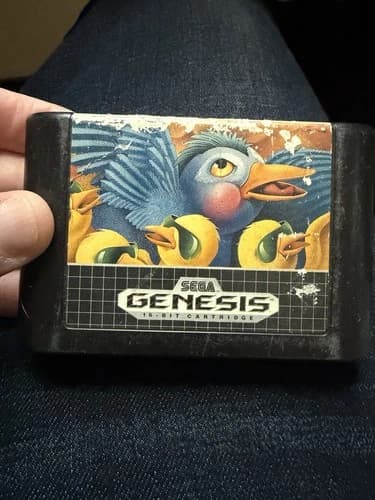 SEGA
GENESIS
16-BIT CARTRIDGE